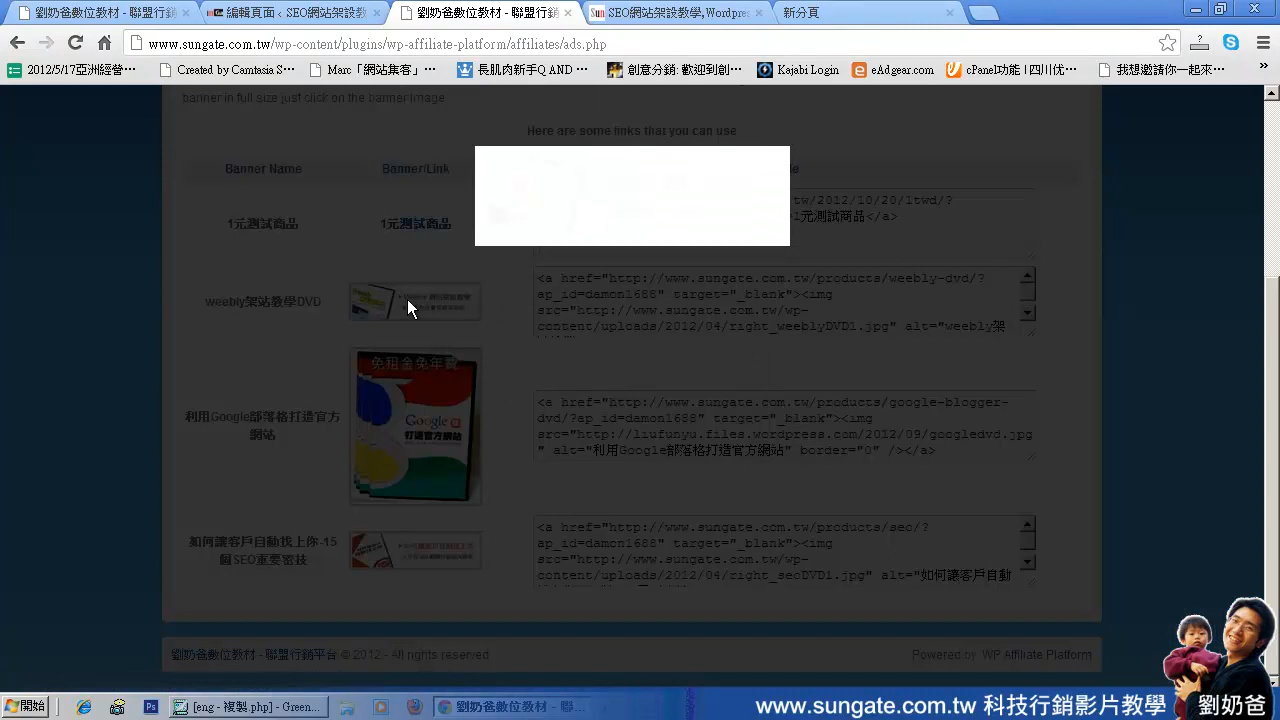 劉奶爸數位教材 - 聯盟行銷
編輯頁面 ‹ SEO網站架設教
劉奶爸數位教材 - 聯盟行銷
SEO網站架設教學,Wordpres
新分頁
www.sungate.com.tw/wp-content/plugins/wp-affiliate-platform/affiliates/ads.php
2012/5/17亞洲經營⋯
Created by Camtasia S⋯
Maro「網站集客」⋯
長肌肉新手Q AND ⋯
創意分銷: 歡迎到創⋯
Kajabi Login
eAdgear.com
cPanel功能 | 四川优⋯
我想邀請你一起來⋯
»
banner in full size just click on the banner image
Here are some links that you can use
Banner Name
Banner/Link
1元測試商品
1元測試商品
tw/2012/10/20/1twd/?
>1元測試商品</a>
weebly架站教學DVD
<a href="http://www.sungate.com.tw/products/weebly-dvd/?
ap_id=damon1688" target="_blank"><img
src="http://www.sungate.com.tw/wp-
content/uploads/2012/04/right_weeblyDVD1.jpg" alt="weebly架
利用Google部落格打造官方
網站
免租金免年費
Google
打造官方網站
<a href="http://www.sungate.com.tw/products/google-blogger-
dvd/?ap_id=damon1688" target="_blank"><img
src="http://liufunyu.files.wordpress.com/2012/09/googledvd.jpg
" alt="利用Google部落格打造官方網站" border="0" /></a>
如何讓客戶自動找上你-15
個SEO重要密技
<a href="http://www.sungate.com.tw/products/seo/?
ap_id=damon1688" target="_blank"><img
src="http://www.sungate.com.tw/wp-
content/uploads/2012/04/right_seoDVD1.jpg" alt="如何讓客戶自動
劉奶爸數位教材 - 聯盟行銷平台 © 2012 - All rights reserved
Powered by: WP Affiliate Platform
開始
[eng - 複製.php] - Green...
劉奶爸數位教材 - 聯...
www.sungate.com.tw 科技行銷影片教學
劉奶爸